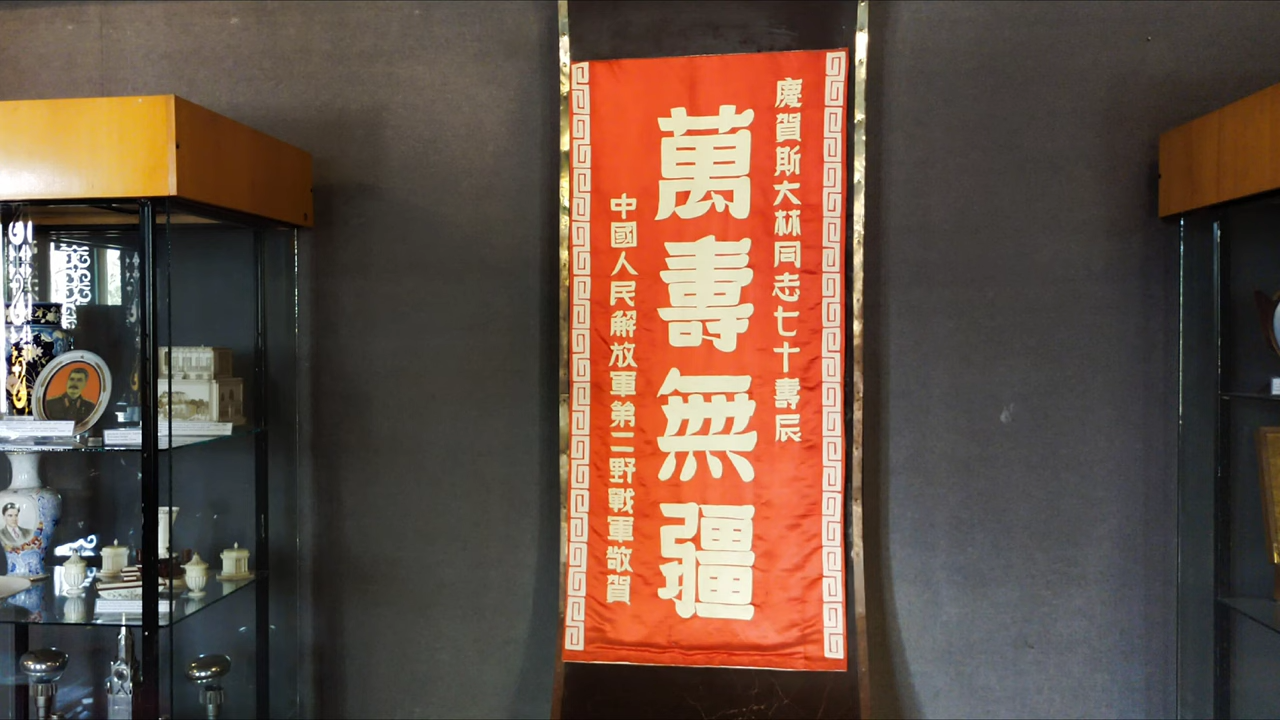 慶賀斯大林同志七十壽辰
萬壽無疆
中國人民解放軍第二野戰軍敬賀